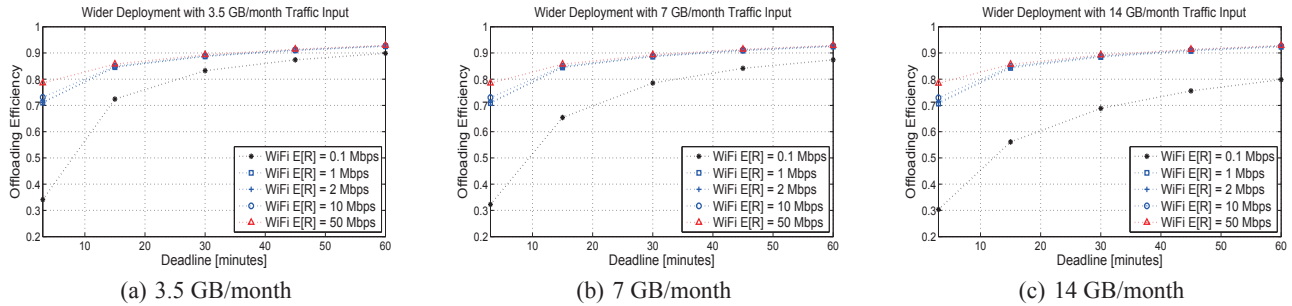 Wider Deployment with 3.5 GB/month Traffic Input
Offloading Efficiency
1
0.9
0.8
0.7
0.6
0.5
0.4
0.3
0.2
10 20 30 40 50 60
Deadline [minutes]
WiFi E[R] = 0.1 Mbps
WiFi E[R] = 1 Mbps
WiFi E[R] = 2 Mbps
WiFi E[R] = 10 Mbps
WiFi E[R] = 50 Mbps
(a) 3.5 GB/month
Wider Deployment with 7 GB/month Traffic Input
Offloading Efficiency
1
0.9
0.8
0.7
0.6
0.5
0.4
0.3
0.2
10 20 30 40 50 60
Deadline [minutes]
WiFi E[R] = 0.1 Mbps
WiFi E[R] = 1 Mbps
WiFi E[R] = 2 Mbps
WiFi E[R] = 10 Mbps
WiFi E[R] = 50 Mbps
(b) 7 GB/month
Wider Deployment with 14 GB/month Traffic Input
Offloading Efficiency
1
0.9
0.8
0.7
0.6
0.5
0.4
0.3
0.2
10 20 30 40 50 60
Deadline [minutes]
WiFi E[R] = 0.1 Mbps
WiFi E[R] = 1 Mbps
WiFi E[R] = 2 Mbps
WiFi E[R] = 10 Mbps
WiFi E[R] = 50 Mbps
(c) 14 GB/month